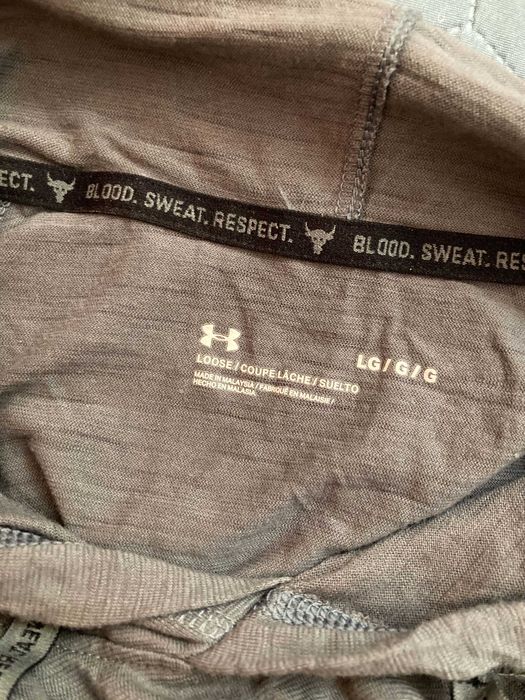 ECT. BLOOD. SWEAT. RESPECT. BLOOD. SWEAT. RES
LOOSE / COUPE LÂCHE / SUELTO LG / G / G
MADE IN MALAYSIA / FABRIQUÉ EN MALAISIE /
HECHO EN MALASIA